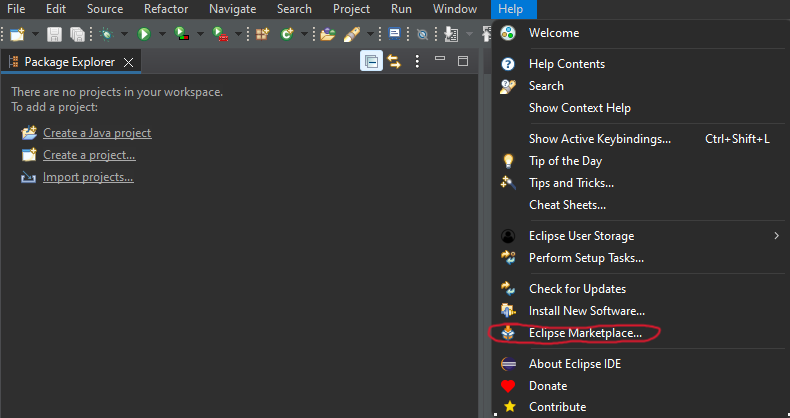 File Edit Source Refactor Navigate Search Project Run Window Help
Package Explorer
There are no projects in your workspace.
To add a project:
Create a Java project
Create a project...
Import projects...
Welcome
Help Contents
Search
Show Context Help
Show Active Keybindings... Ctrl+Shift+L
Tip of the Day
Tips and Tricks...
Cheat Sheets...
Eclipse User Storage
Perform Setup Tasks...
Check for Updates
Install New Software...
Eclipse Marketplace...
About Eclipse IDE
Donate
Contribute